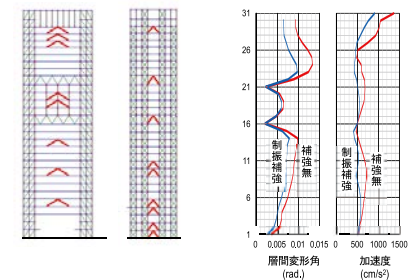 31
26
21
16
11
6
1
制振補強
補強無
0 0,005 0,01 0,015
層間変形角
(rad.)
制振補強
補強無
0 500 1000 1500
加速度
(cm/s²)